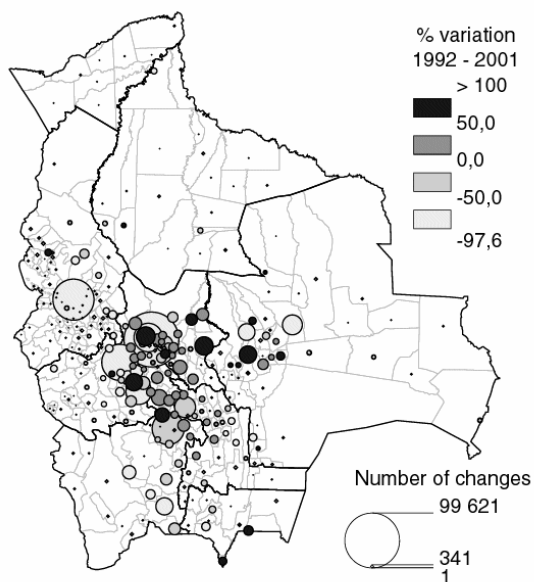 % variation
1992 - 2001
> 100
50,0
0,0
-50,0
-97,6
Number of changes
99 621
341
1